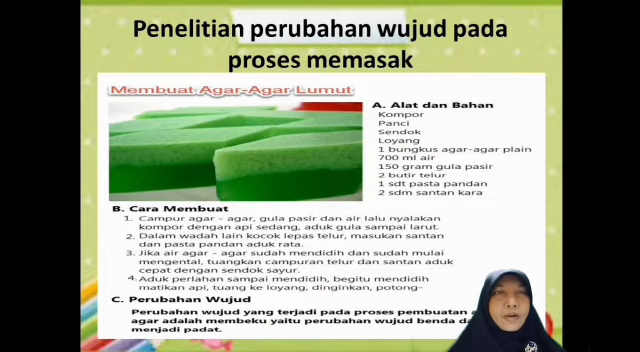 Penelitian perubahan wujud pada
proses memasak
Membuat Agar-Agar Lumut
A. Alat dan Bahan
Kompor
Panci
Sendok
Loyang
1 bungkus agar-agar plain
700 ml air
150 gram gula pasir
2 butir telur
1 sdt pasta pandan
2 sdm santan kara
B. Cara Membuat
1. Campur agar - agar, gula pasir dan air lalu nyalakan
kompor dengan api sedang, aduk gula sampai larut.
2. Dalam wadah lain kocok lepas telur, masukan santan
dan pasta pandan aduk rata.
3. Jika air agar - agar sudah mendidih dan sudah mulai
mengental, tuangkan campuran telur dan santan aduk
cepat dengan sendok sayur.
4. Aduk perlahan sampai mendidih, begitu mendidih
matikan api, tuang ke loyang, dinginkan, potong-
C. Perubahan Wujud
Perubahan wujud yang terjadi pada proses pembuatan
agar adalah membeku yaitu perubahan wujud benda
menjadi padat.